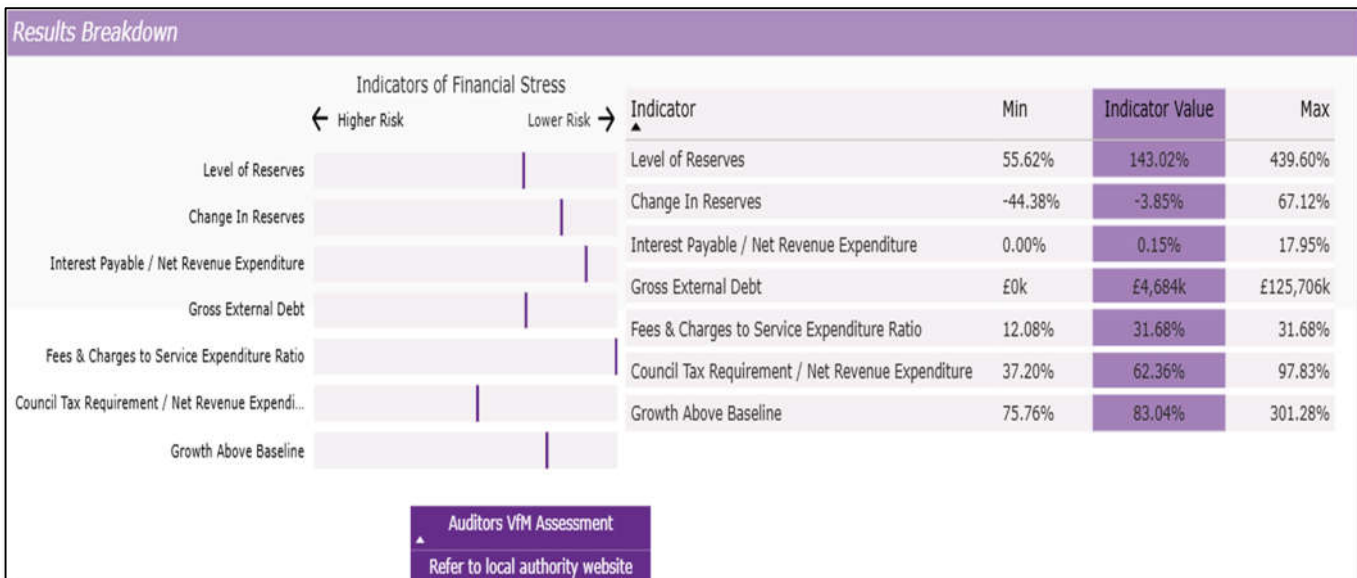 Results Breakdown
Indicators of Financial Stress
← Higher Risk Lower Risk →
Level of Reserves
Change In Reserves
Interest Payable / Net Revenue Expenditure
Gross External Debt
Fees & Charges to Service Expenditure Ratio
Council Tax Requirement / Net Revenue Expendi...
Growth Above Baseline
Indicator Min Indicator Value Max
Level of Reserves 55.62% 143.02% 439.60%
Change In Reserves -44.38% -3.85% 67.12%
Interest Payable / Net Revenue Expenditure 0.00% 0.15% 17.95%
Gross External Debt £0k £4,684k £125,706k
Fees & Charges to Service Expenditure Ratio 12.08% 31.68% 31.68%
Council Tax Requirement / Net Revenue Expenditure 37.20% 62.36% 97.83%
Growth Above Baseline 75.76% 83.04% 301.28%
Auditors VfM Assessment
Refer to local authority website